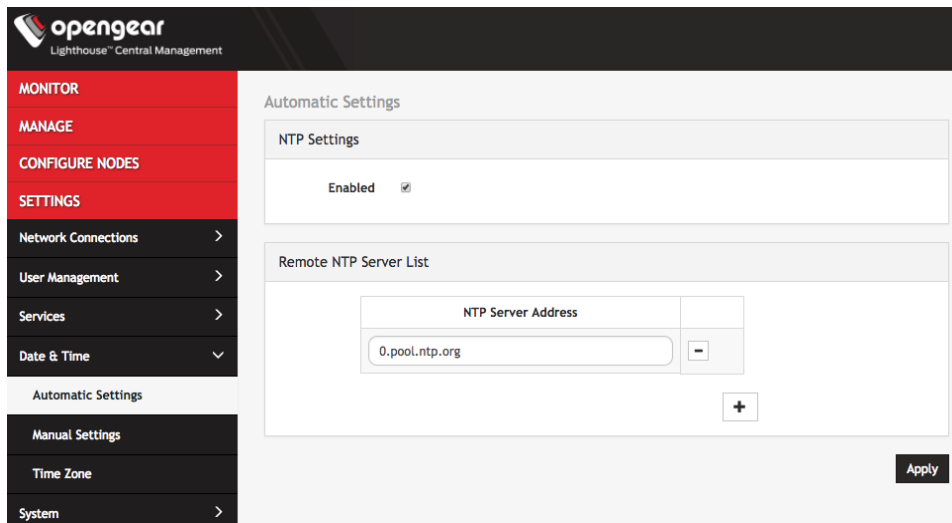 opengear
Lighthouse™ Central Management
MONITOR
MANAGE
CONFIGURE NODES
SETTINGS
Network Connections
User Management
Services
Date & Time
Automatic Settings
Manual Settings
Time Zone
System
Automatic Settings
NTP Settings
Enabled
Remote NTP Server List
NTP Server Address
0.pool.ntp.org
Apply